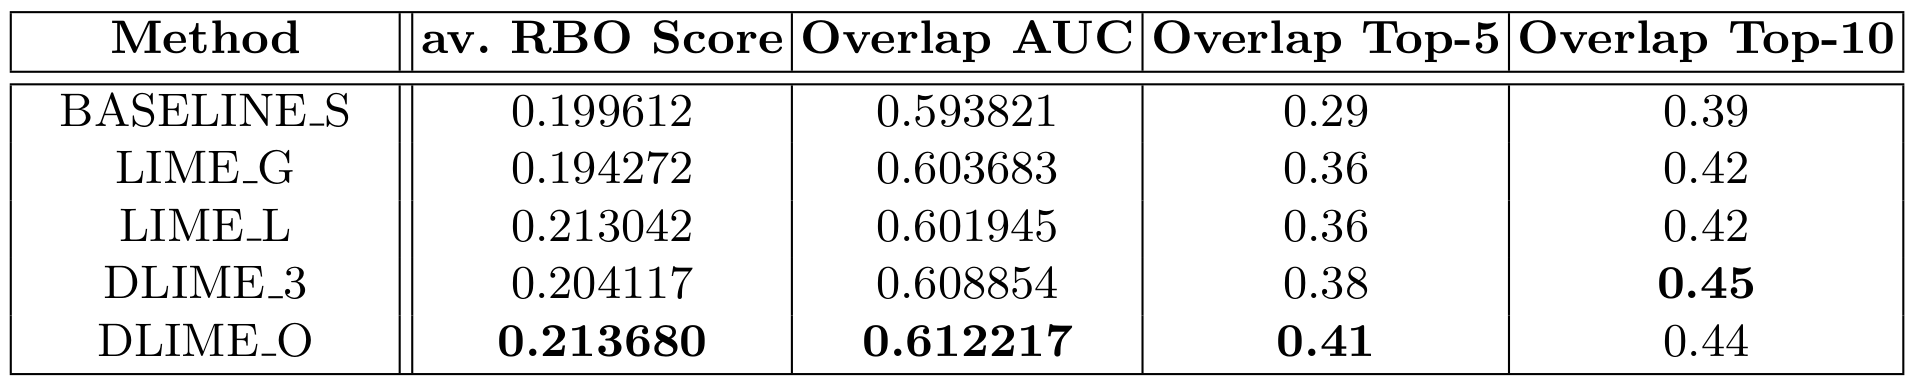 Method av. RBO Score Overlap AUC Overlap Top-5 Overlap Top-10
BASELINE_S 0.199612 0.593821 0.29 0.39
LIME_G 0.194272 0.603683 0.36 0.42
LIME_L 0.213042 0.601945 0.36 0.42
DLIME_3 0.204117 0.608854 0.38 0.45
DLIME_O 0.213680 0.612217 0.41 0.44